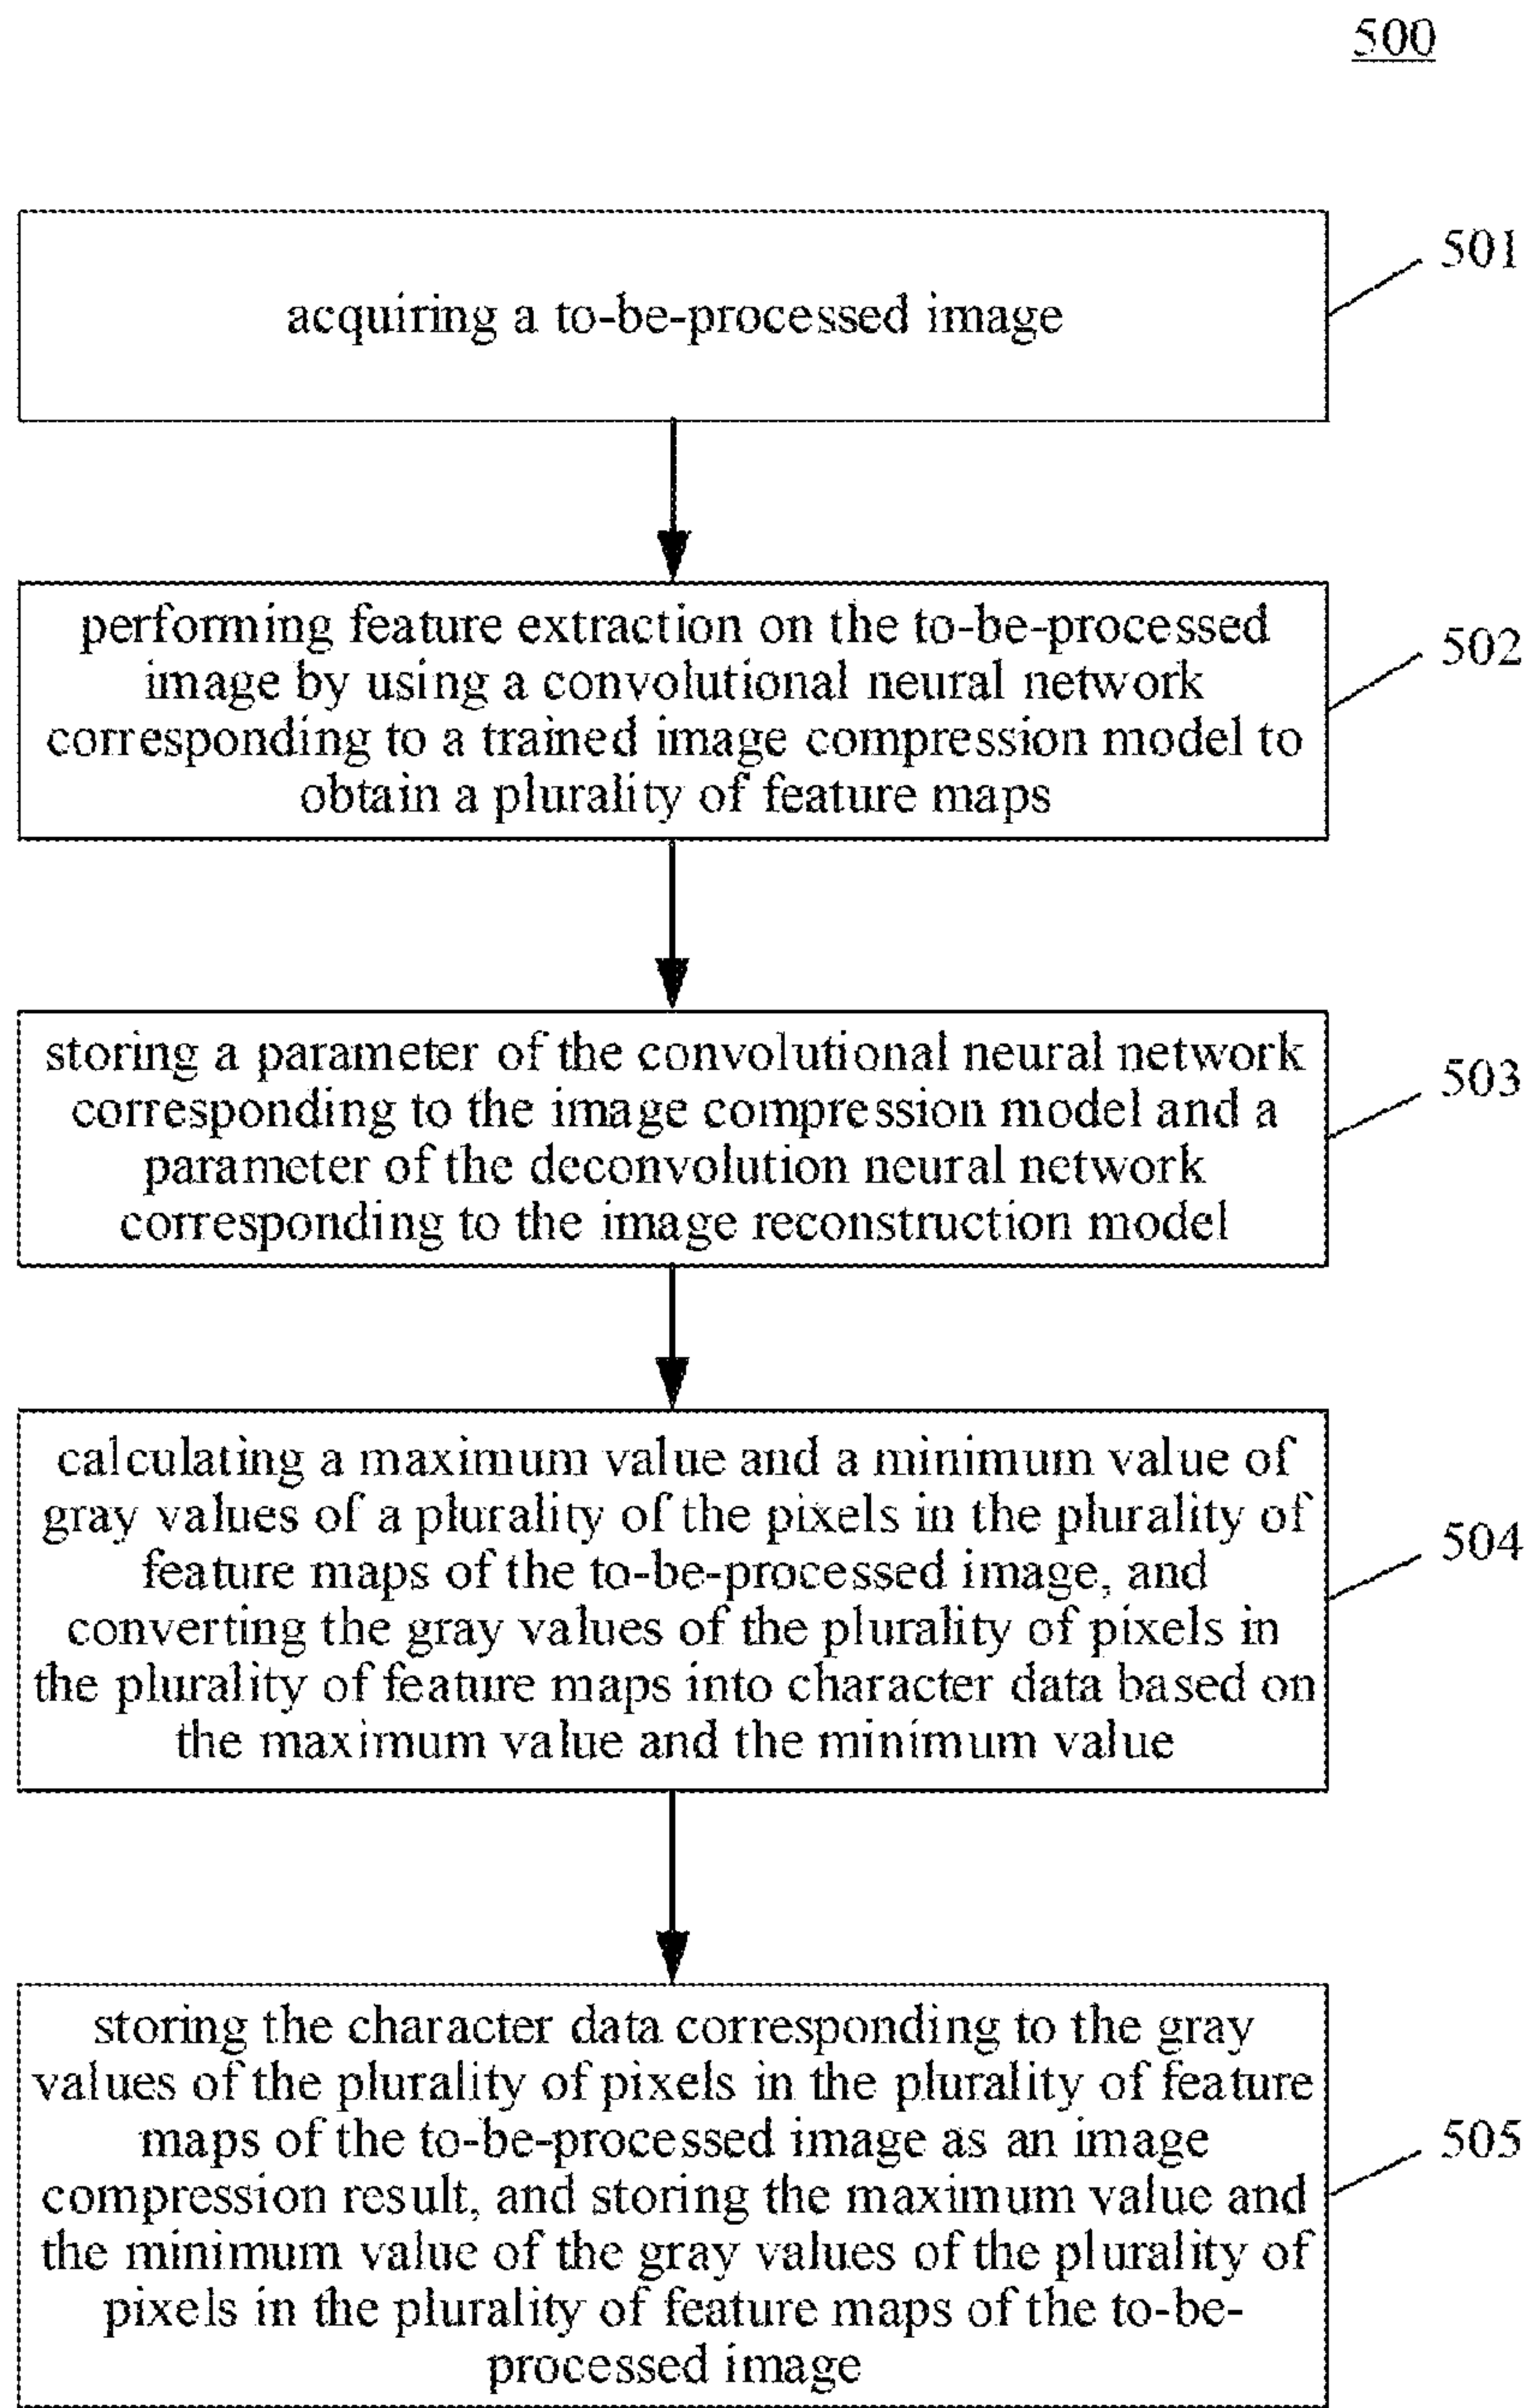 500
acquiring a to-be-processed image
501
performing feature extraction on the to-be-processed
image by using a convolutional neural network
corresponding to a trained image compression model to
obtain a plurality of feature maps
502
storing a parameter of the convolutional neural network
corresponding to the image compression model and a
parameter of the deconvolution neural network
corresponding to the image reconstruction model
503
calculating a maximum value and a minimum value of
gray values of a plurality of the pixels in the plurality of
feature maps of the to-be-processed image, and
converting the gray values of the plurality of pixels in
the plurality of feature maps into character data based on
the maximum value and the minimum value
504
storing the character data corresponding to the gray
values of the plurality of pixels in the plurality of feature
maps of the to-be-processed image as an image
compression result, and storing the maximum value and
the minimum value of the gray values of the plurality of
pixels in the plurality of feature maps of the to-be-
processed image
505